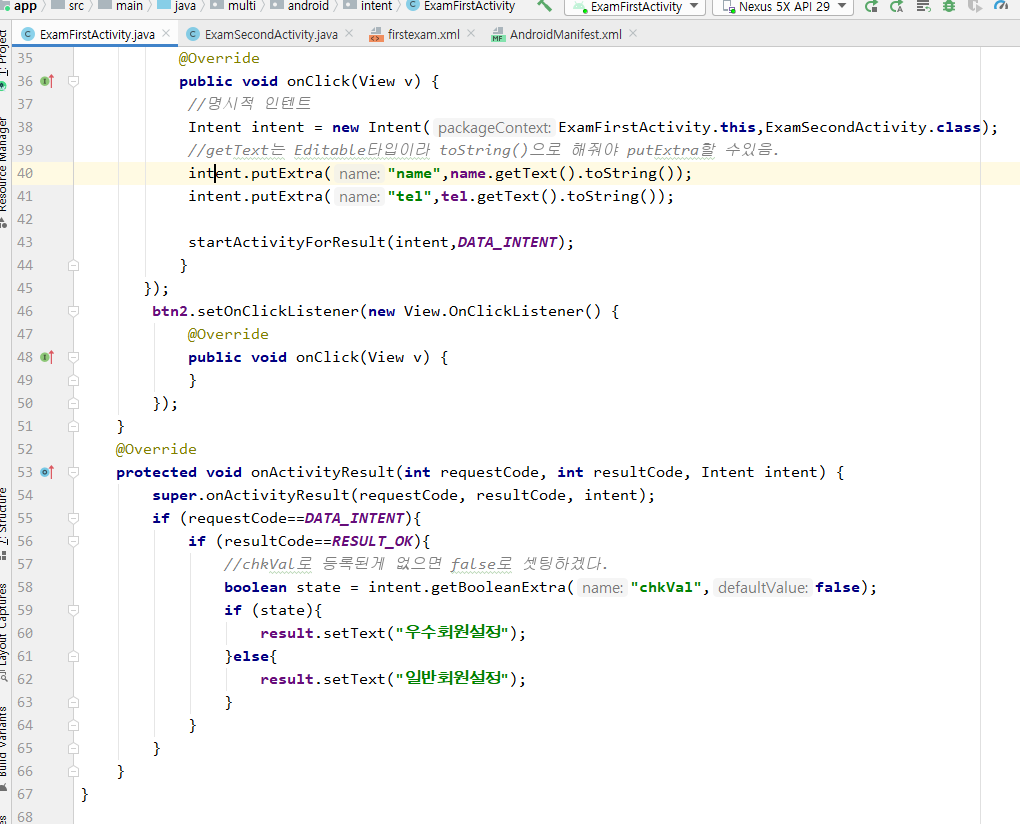 app src main java multi android intent ExamFirstActivity ExamFirstActivity Nexus 5X API 29
ExamFirstActivity.java ExamSecondActivity.java firstexam.xml AndroidManifest.xml
35 @Override
36 public void onClick(View v) {
37 //명시적 인텐트
38 Intent intent = new Intent( packageContext: ExamFirstActivity.this,ExamSecondActivity.class);
39 //getText는 Editable타입이라 toString()으로 해줘야 putExtra할 수있음.
40 intent.putExtra( name: "name",name.getText().toString());
41 intent.putExtra( name: "tel",tel.getText().toString());
42
43 startActivityForResult(intent,DATA_INTENT);
44 }
45 });
46 btn2.setOnClickListener(new View.OnClickListener() {
47 @Override
48 public void onClick(View v) {
49 }
50 });
51 }
52 @Override
53 protected void onActivityResult(int requestCode, int resultCode, Intent intent) {
54 super.onActivityResult(requestCode, resultCode, intent);
55 if (requestCode==DATA_INTENT){
56 if (resultCode==RESULT_OK){
57 //chkVal로 등록된게 없으면 false로 셋팅하겠다.
58 boolean state = intent.getBooleanExtra( name: "chkVal", defaultValue: false);
59 if (state){
60 result.setText("우수회원설정");
61 }else{
62 result.setText("일반회원설정");
63 }
64 }
65 }
66 }
67 }
68
1: Project
Resource Manager
7: Structure
Layout Captures
Build Variants